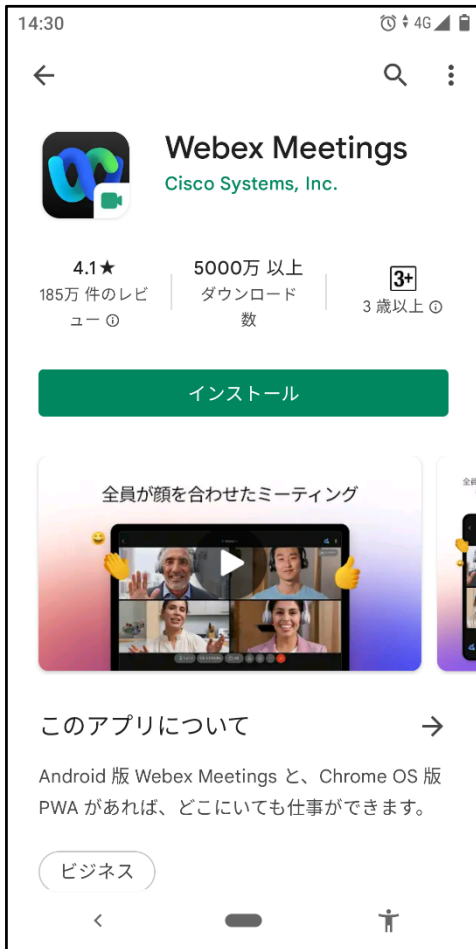 14:30
4G
Webex Meetings
Cisco Systems, Inc.
4.1★
185万 件のレビ
ュー
5000万 以上
ダウンロード
数
3+
3 歳以上
インストール
全員が顔を合わせたミーティング
このアプリについて
Android 版 Webex Meetings と、Chrome OS 版
PWA があれば、どこにいても仕事ができます。
ビジネス